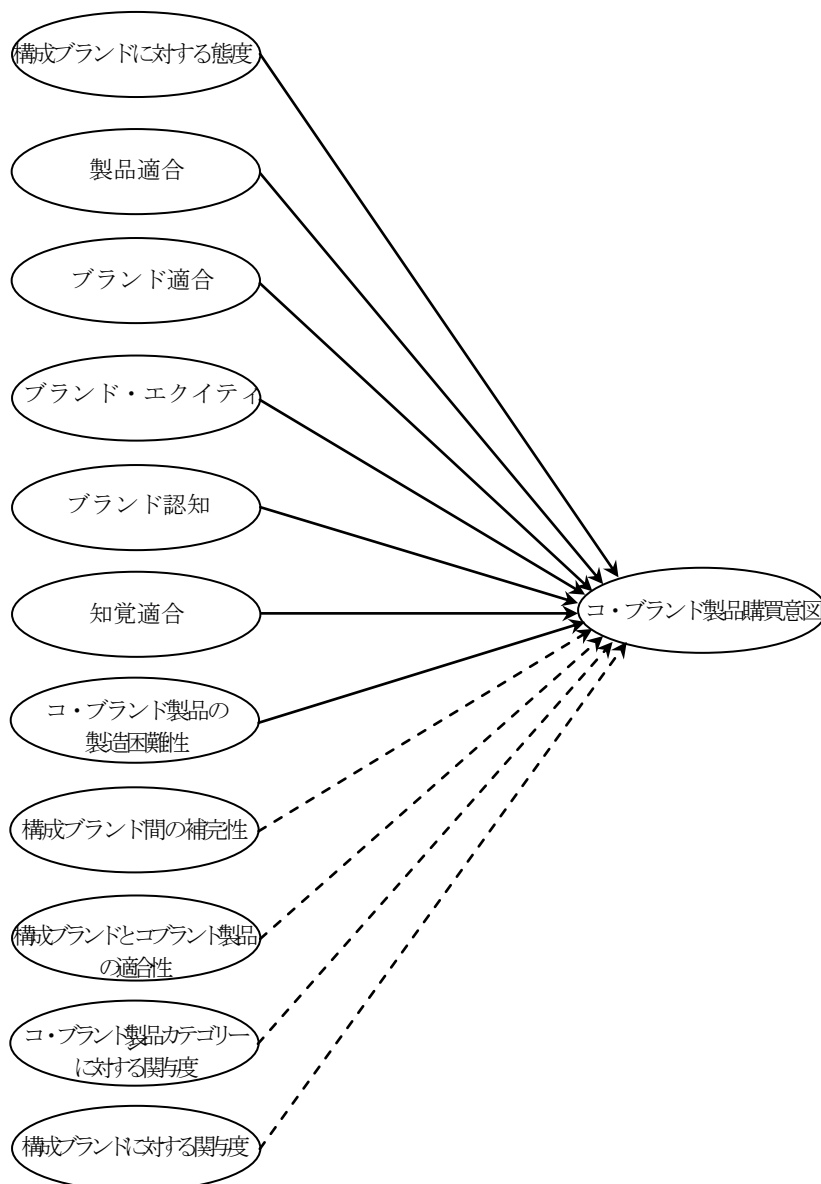 構成ブランドに対する態度
製品適合
ブランド適合
ブランド・エクイティ
ブランド認知
知覚適合
コ・ブランド製品の
製造困難性
構成ブランド間の補完性
構成ブランドとコブランド製品
の適合性
コ・ブランド製品カテゴリー
に対する関与度
構成ブランドに対する関与度
コ・ブランド製品購買意図